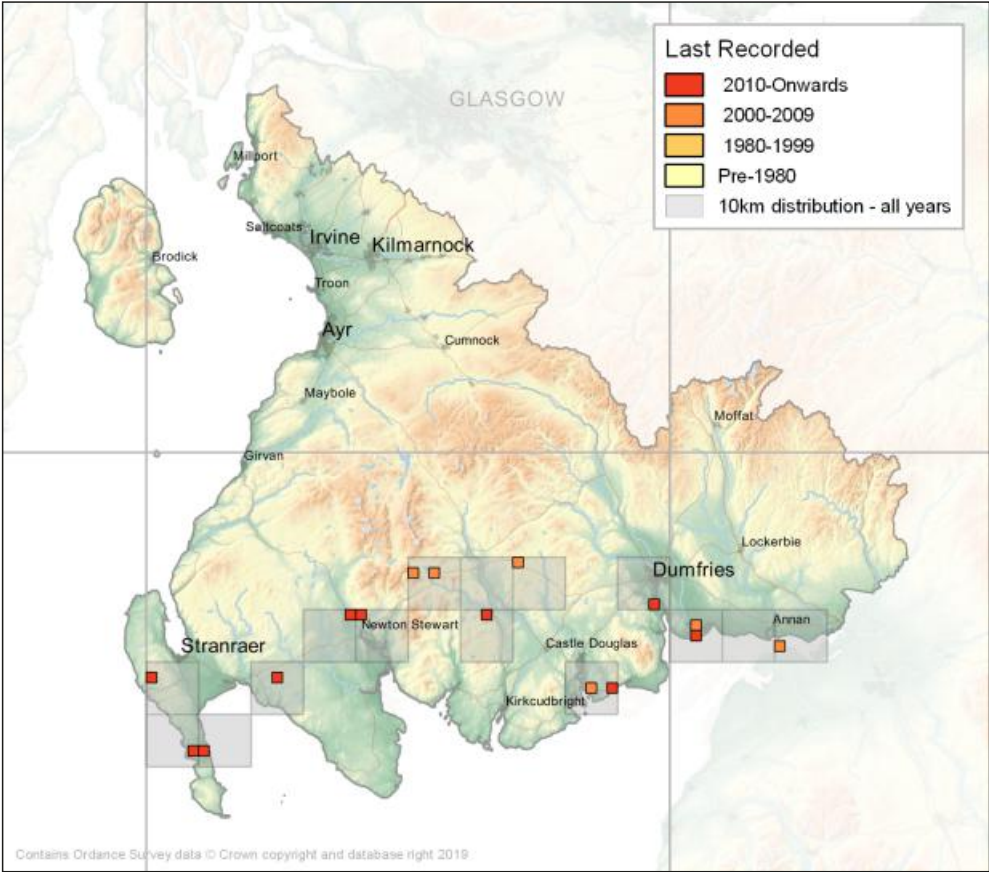 GLASGOW
Last Recorded
2010-Onwards
2000-2009
1980-1999
Pre-1980
10km distribution - all years
Millport
Saltcoats
Irvine
Kilmarnock
Brodick
Troon
Ayr
Cumnock
Maybole
Moffat
Girvan
Lockerbie
Dumfries
Newton Stewart
Annan
Stranraer
Castle Douglas
Kirkcudbright
Contains Ordance Survey data © Crown copyright and database right 2019